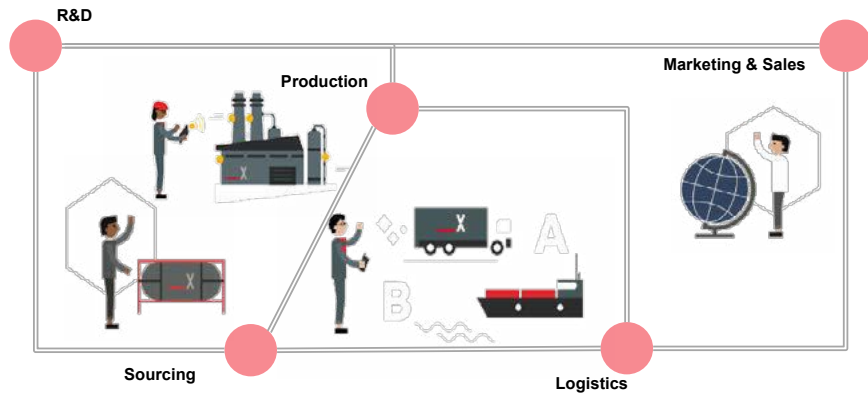 R&D
Production
Marketing & Sales
X
X
X
A
B
Sourcing
Logistics